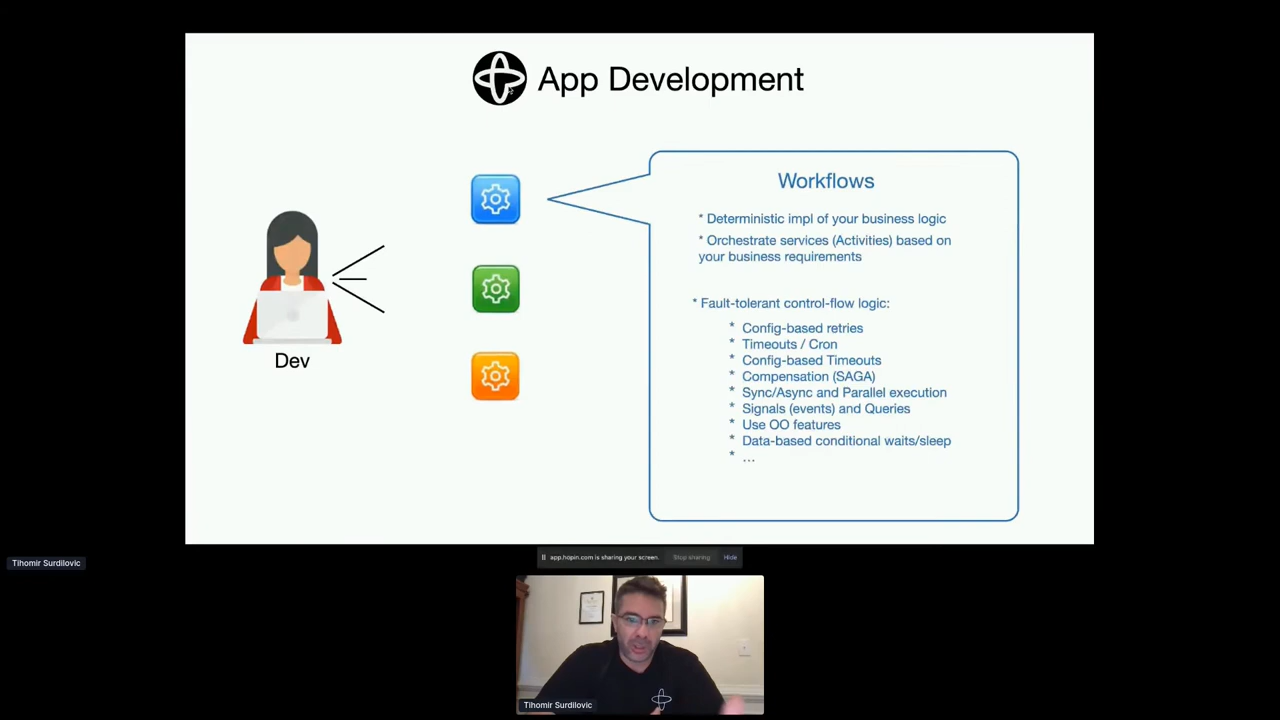 App Development
Workflows
* Deterministic impl of your business logic
* Orchestrate services (Activities) based on
your business requirements
* Fault-tolerant control-flow logic:
* Config-based retries
* Timeouts / Cron
* Config-based Timeouts
* Compensation (SAGA)
* Sync/Async and Parallel execution
* Signals (events) and Queries
* Use OO features
* Data-based conditional waits/sleep
* ...
Dev
Tihomir Surdilovic
app.hopin.com is sharing your screen. Stop sharing Hide
Tihomir Surdilovic